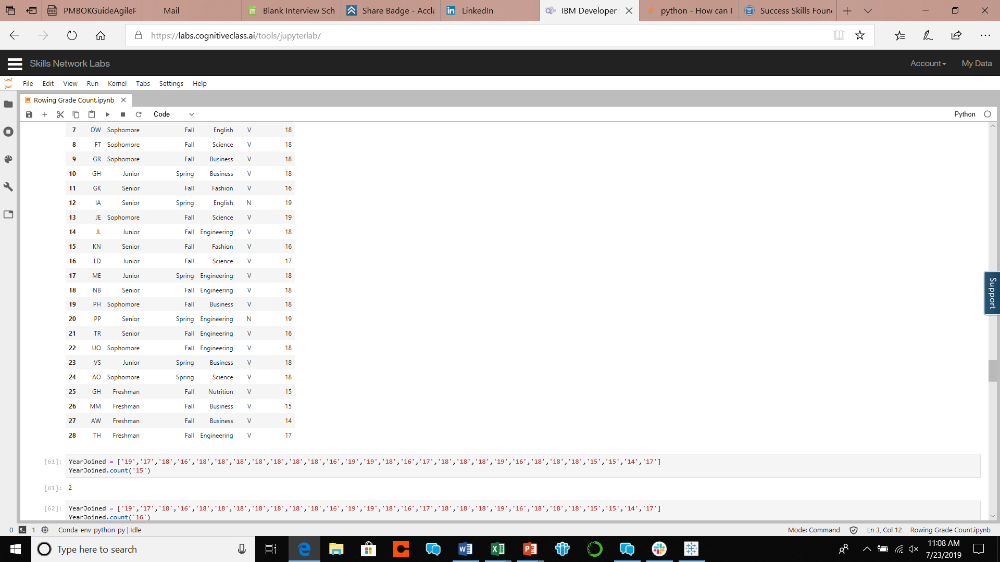 PMBOKGuideAgileF
Mail
Blank Interview Sch
Share Badge - Accla
LinkedIn
IBM Developer
python - How can I
Success Skills Foun
https://labs.cognitiveclass.ai/tools/jupyterlab/
Skills Network Labs
Account
My Data
File Edit View Run Kernel Tabs Settings Help
Rowing Grade Count.ipynb
Code
Python
7 DW Sophomore Fall English V 18
8 FT Sophomore Fall Science V 18
9 GR Sophomore Fall Business V 18
10 GH Junior Spring Business V 18
11 GK Senior Fall Fashion V 16
12 IA Senior Spring English N 19
13 JE Sophomore Fall Science V 19
14 JL Junior Fall Engineering V 18
15 KN Senior Fall Fashion V 16
16 LD Junior Fall Science V 17
17 ME Junior Spring Engineering V 18
18 NB Senior Fall Engineering V 18
19 PH Sophomore Fall Business V 18
20 PP Senior Spring Engineering N 19
21 TR Senior Fall Engineering V 16
22 UO Sophomore Fall Engineering V 18
23 VS Junior Spring Business V 18
24 AO Sophomore Spring Science V 18
25 GH Freshman Fall Nutrition V 15
26 MM Freshman Fall Business V 15
27 AW Freshman Fall Business V 14
28 TH Freshman Fall Engineering V 17
Support
[61]: YearJoined = ['19','17','18','16','18','18','18','18','18','18','18','16','19','19','18','16','17','18','18','18','19','16','18','18','18','15','15','14','17']
YearJoined.count('15')
[61]: 2
[62]: YearJoined = ['19','17','18','16','18','18','18','18','18','18','18','16','19','19','18','16','17','18','18','18','19','16','18','18','18','15','15','14','17']
YearJoined.count('16')
0 1 Conda-env-python-py | Idle
Mode: Command Ln 3, Col 12 Rowing Grade Count.ipynb
Type here to search
11:08 AM
7/23/2019